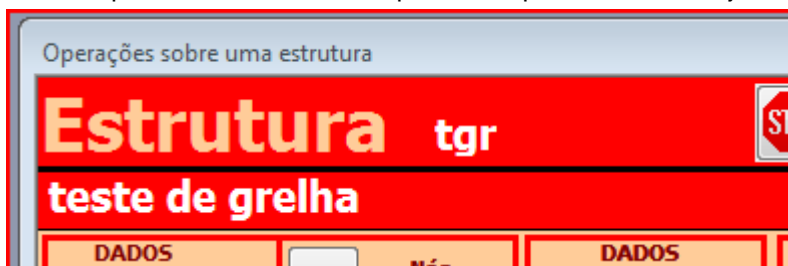 Operações sobre uma estrutura
Estrutura tgr
teste de grelha
DADOS DADOS